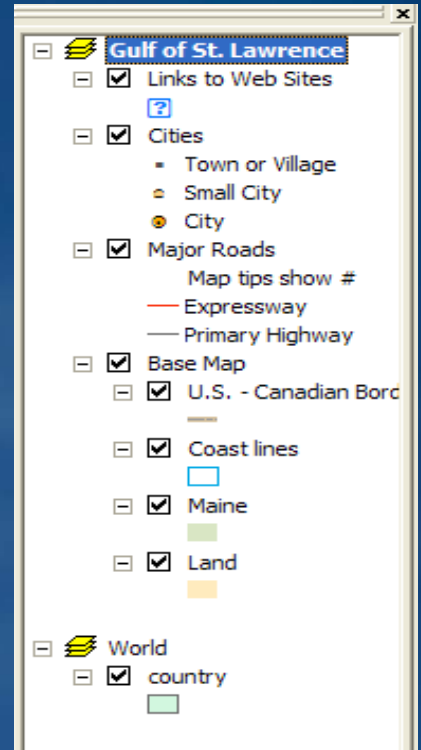 Gulf of St. Lawrence
Links to Web Sites
?
Cities
Town or Village
Small City
City
Major Roads
Map tips show #
Expressway
Primary Highway
Base Map
U.S. - Canadian Bord
Coast lines
Maine
Land
World
country